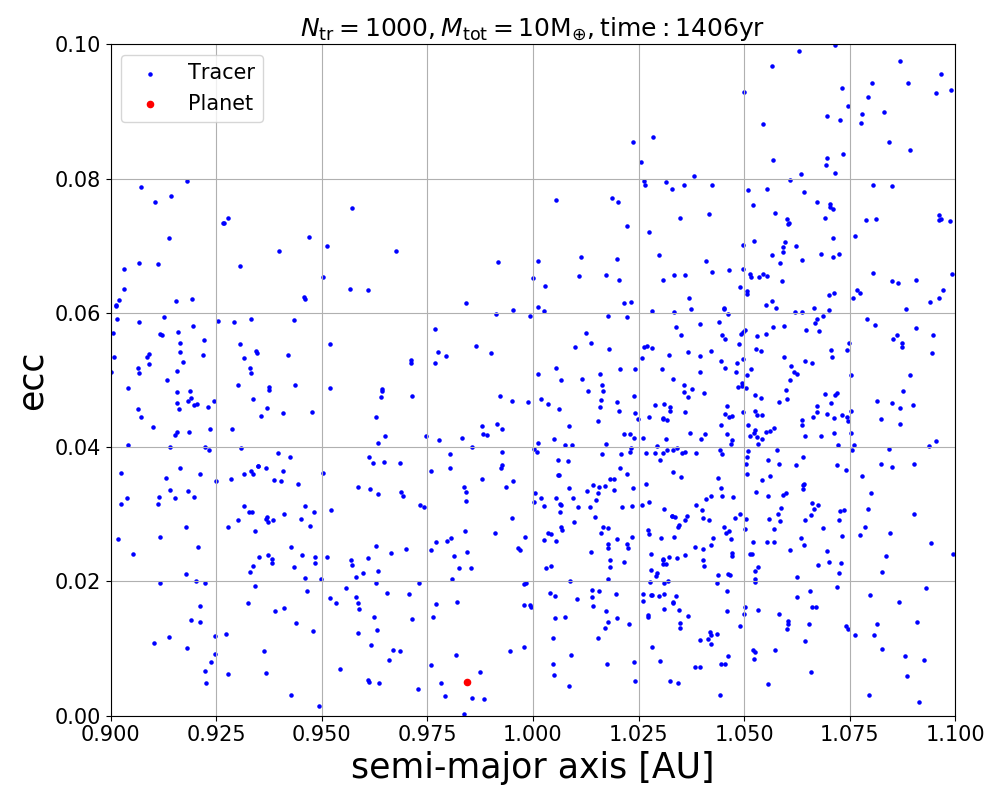 N_tr = 1000, M_tot = 10M_⊕, time : 1406yr
Tracer
Planet
0.10
0.08
0.06
0.04
0.02
0.00
ecc
0.900 0.925 0.950 0.975 1.000 1.025 1.050 1.075 1.100
semi-major axis [AU]